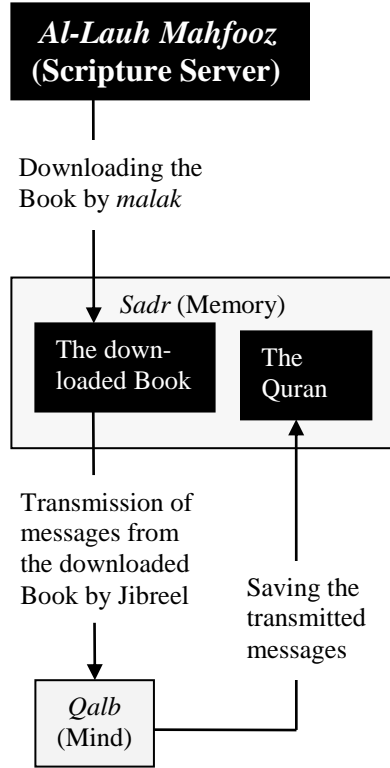 Al-Lauh Mahfooz
(Scripture Server)
Downloading the
Book by malak
Sadr (Memory)
The down-
loaded Book
The
Quran
Transmission of
messages from
the downloaded
Book by Jibreel
Saving the
transmitted
messages
Qalb
(Mind)